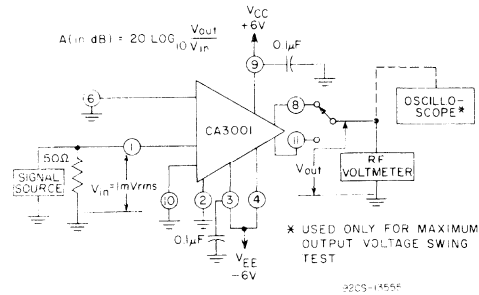 A(in dB) = 20 LOG10 Vout/Vin
VCC
+6V
0.1µF
9
6
8
OSCILLO-
SCOPE*
CA3001
1
11
50Ω
SIGNAL
SOURCE
Vin=1mVrms
Vout
RF
VOLTMETER
10
2
3
4
0.1µF
VEE
-6V
* USED ONLY FOR MAXIMUM
OUTPUT VOLTAGE SWING
TEST
92CS-13555